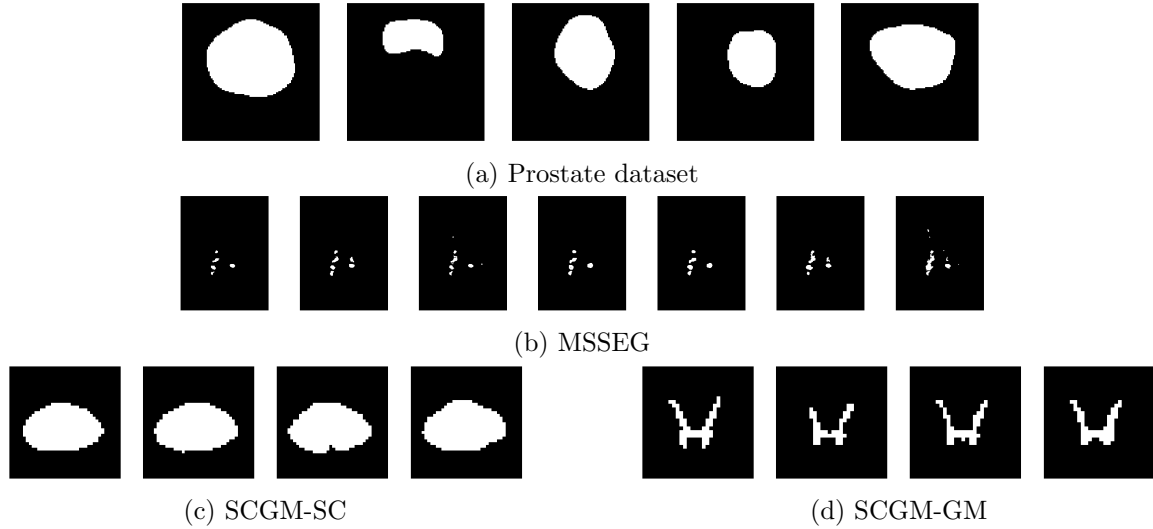 (a) Prostate dataset
(b) MSSEG
(c) SCGM-SC
(d) SCGM-GM